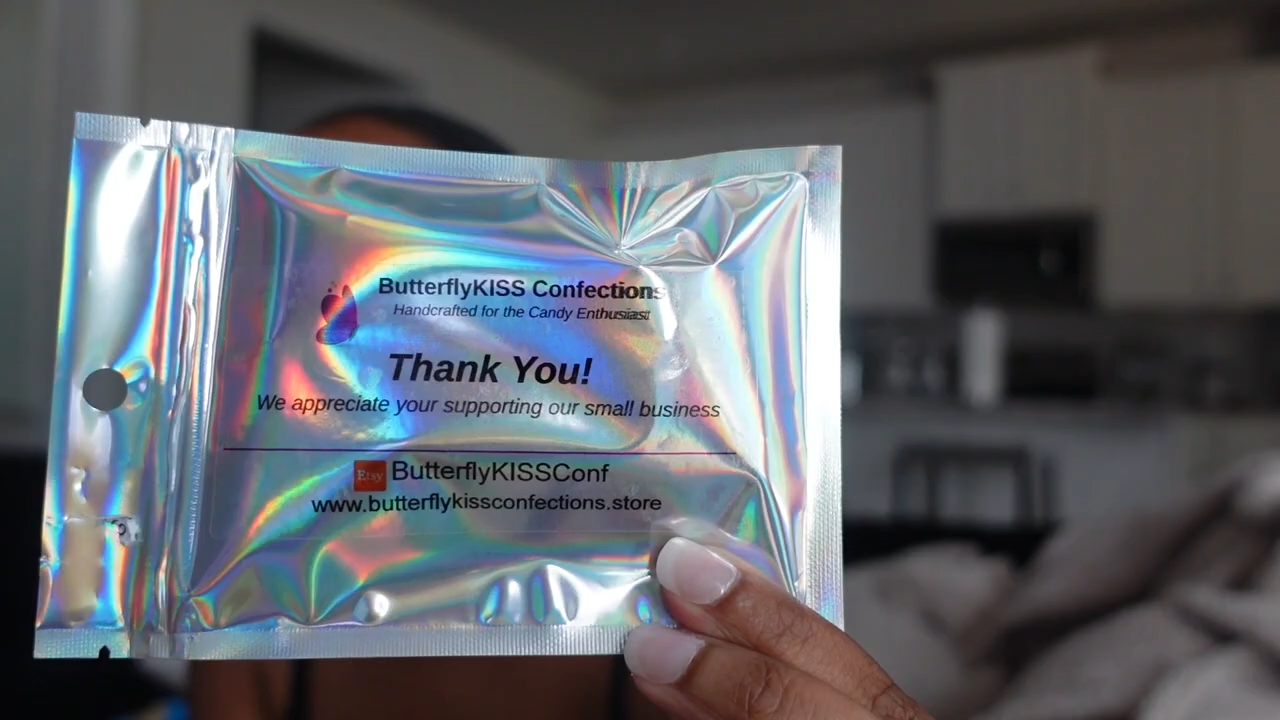 ButterflyKISS Confections
Handcrafted for the Candy Enthusiast
Thank You!
We appreciate your supporting our small business
Etsy ButterflyKISSConf
www.butterflykissconfections.store